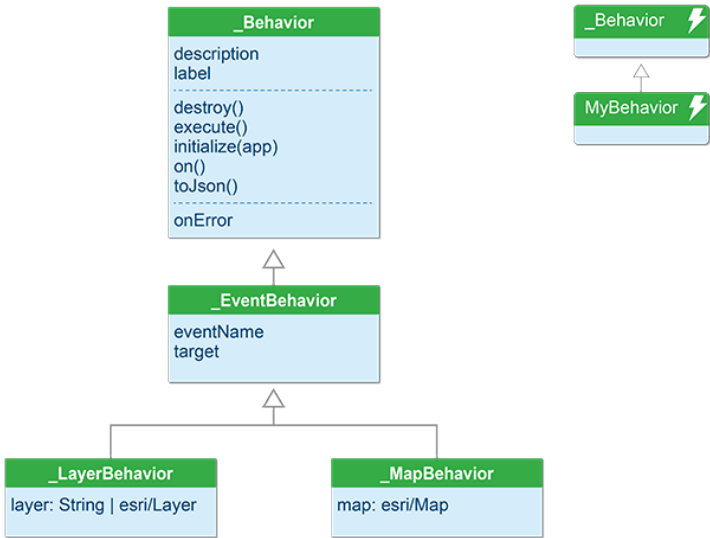 _Behavior
description
label
destroy()
execute()
initialize(app)
on()
toJson()
onError
_Behavior
MyBehavior
_EventBehavior
eventName
target
_LayerBehavior
layer: String | esri/Layer
_MapBehavior
map: esri/Map